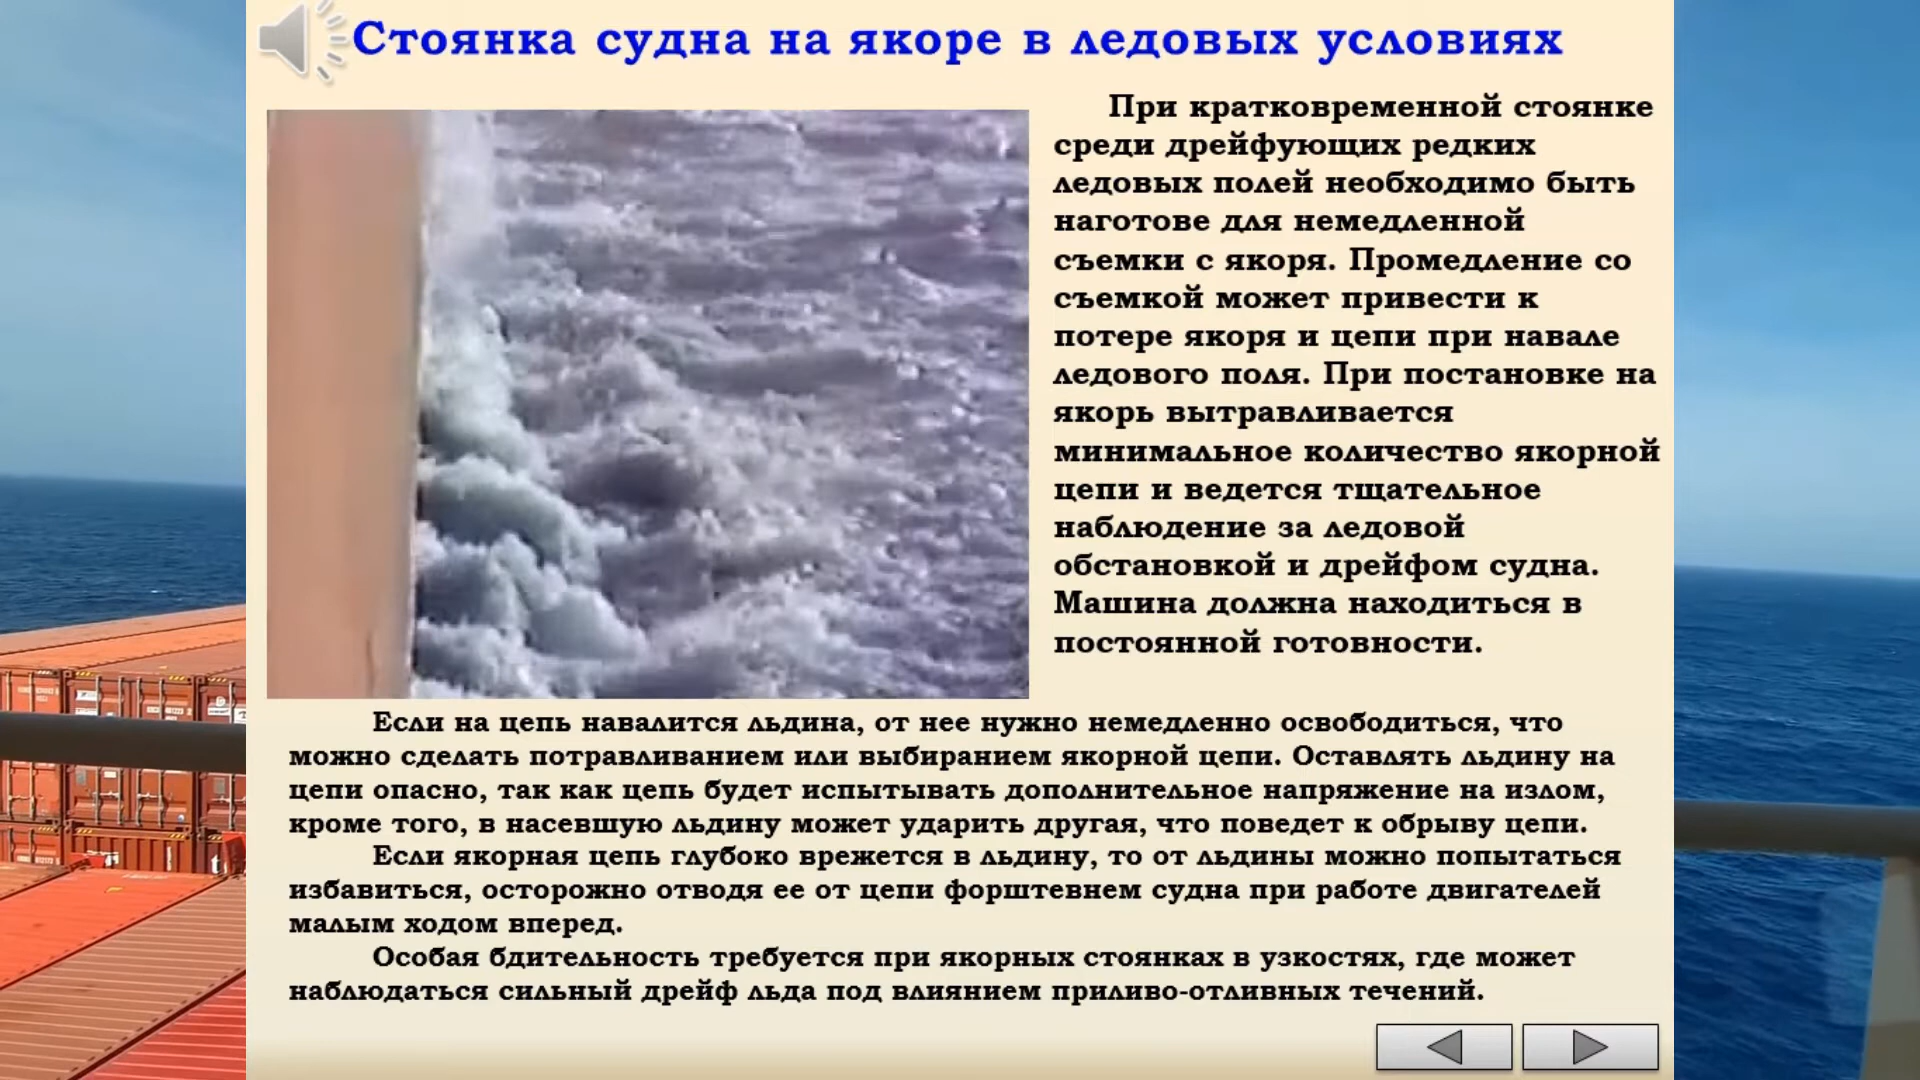 Стоянка судна на якоре в ледовых условиях
При кратковременной стоянке
среди дрейфующих редких
ледовых полей необходимо быть
наготове для немедленной
съемки с якоря. Промедление со
съемкой может привести к
потере якоря и цепи при навале
ледового поля. При постановке на
якорь вытравливается
минимальное количество якорной
цепи и ведется тщательное
наблюдение за ледовой
обстановкой и дрейфом судна.
Машина должна находиться в
постоянной готовности.
Если на цепь навалится льдина, от нее нужно немедленно освободиться, что
можно сделать потравливанием или выбиранием якорной цепи. Оставлять льдину на
цепи опасно, так как цепь будет испытывать дополнительное напряжение на излом,
кроме того, в насевшую льдину может ударить другая, что поведет к обрыву цепи.
Если якорная цепь глубоко врежется в льдину, то от льдины можно попытаться
избавиться, осторожно отводя ее от цепи форштевнем судна при работе двигателей
малым ходом вперед.
Особая бдительность требуется при якорных стоянках в узкостях, где может
наблюдаться сильный дрейф льда под влиянием приливо-отливных течений.